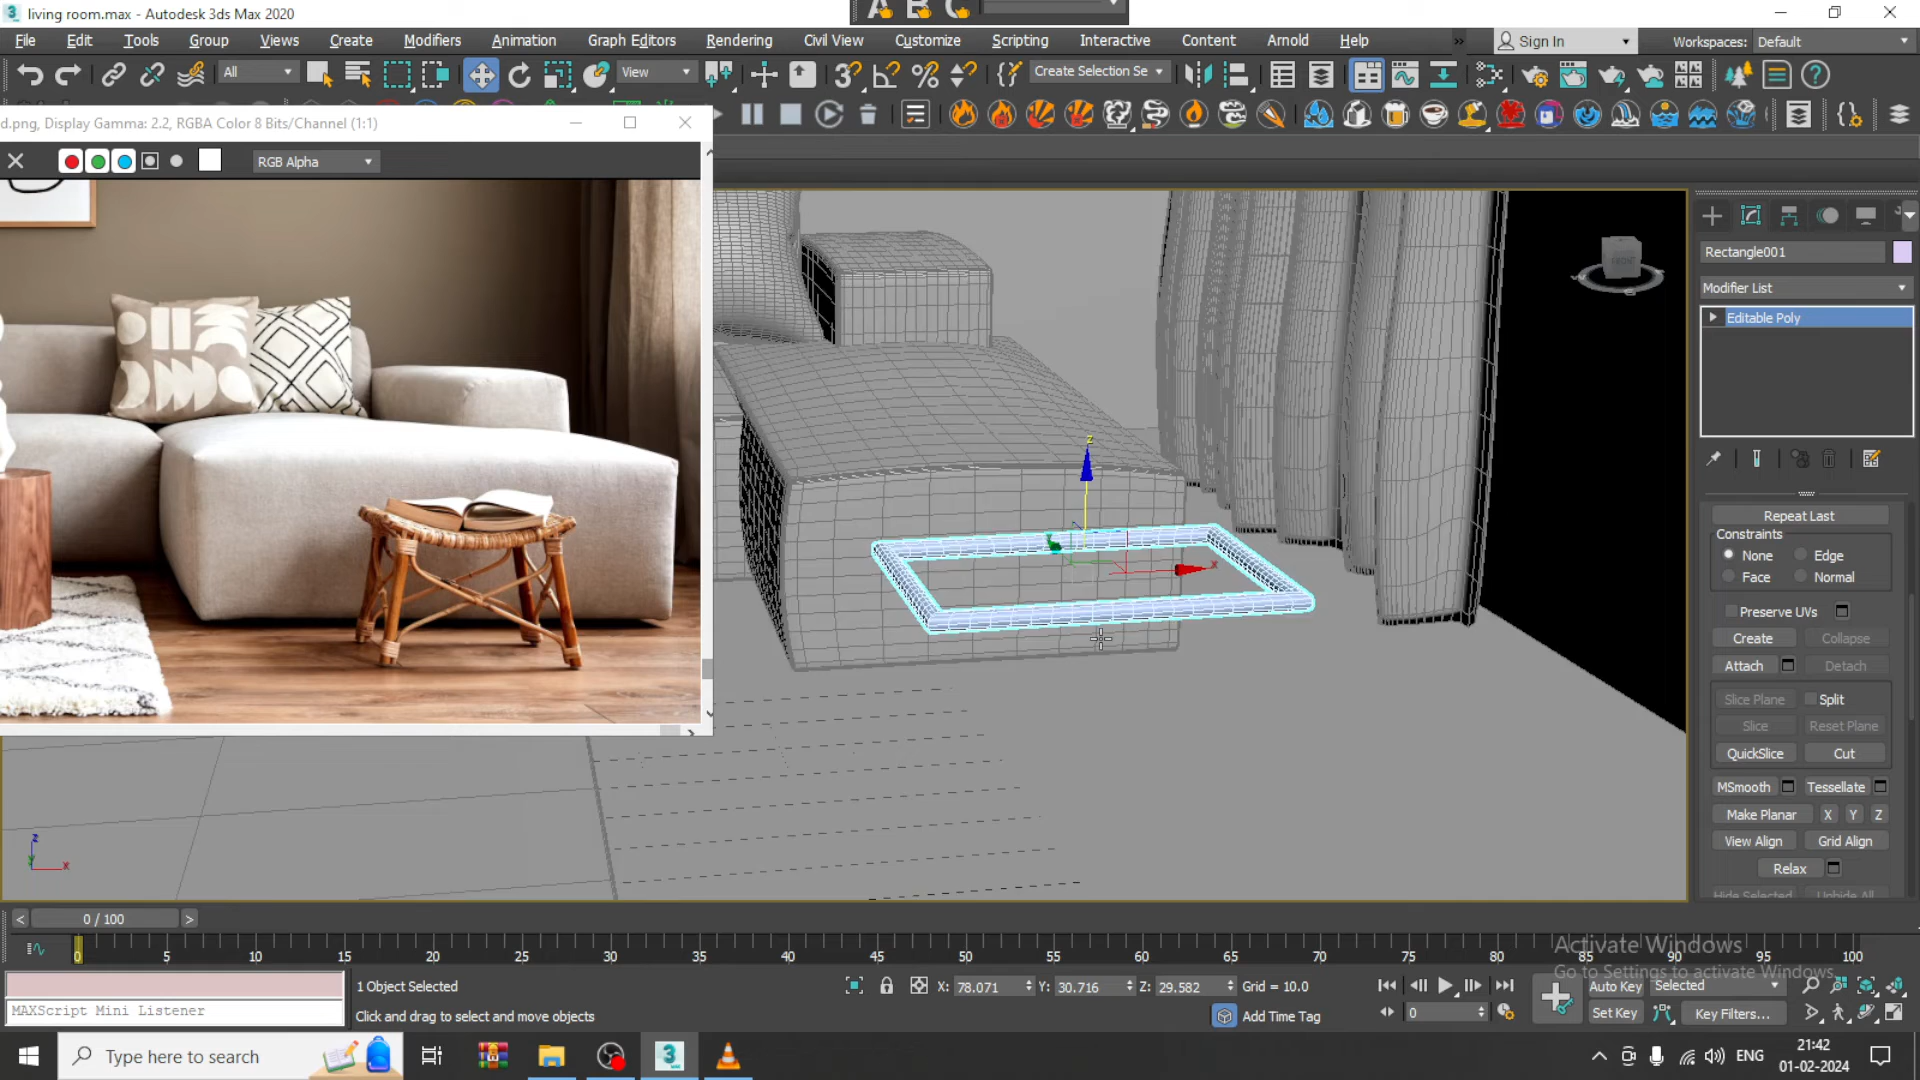 living room.max - Autodesk 3ds Max 2020
File Edit Tools Group Views Create Modifiers Animation Graph Editors Rendering Civil View Customize Scripting Interactive Content Arnold Help
Sign In
Workspaces: Default
All
View
Create Selection Se
d.png, Display Gamma: 2.2, RGBA Color 8 Bits/Channel (1:1)
RGB Alpha
Rectangle001
Modifier List
Editable Poly
Repeat Last
Constraints
None Edge
Face Normal
Preserve UVs
Create Collapse
Attach Detach
Slice Plane Split
Slice Reset Plane
QuickSlice Cut
MSmooth Tessellate
Make Planar X Y Z
View Align Grid Align
Relax
Hide Selected Unhide All
z
x
z
y
x
< 0 / 100 >
0 5 10 15 20 25 30 35 40 45 50 55 60 65 70 75 80 85 90 95 100
Activate Windows
Go to Settings to activate Windows.
MAXScript Mini Listener
1 Object Selected
Click and drag to select and move objects
X: 78.071 Y: 30.716 Z: 29.582 Grid = 10.0
Add Time Tag
0
Auto Key Selected
Set Key Key Filters...
Type here to search
ENG
21:42
01-02-2024